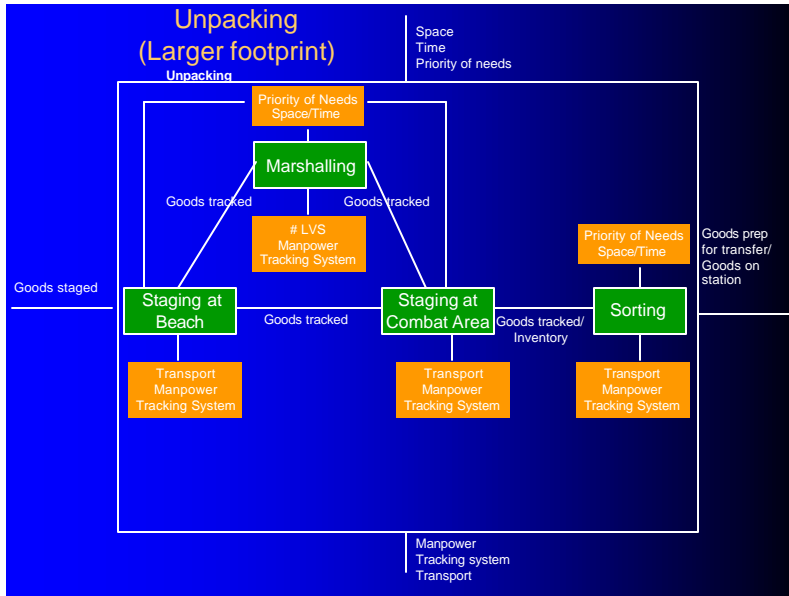 Unpacking
(Larger footprint)
Unpacking
Space
Time
Priority of needs
Priority of Needs
Space/Time
Marshalling
Goods tracked
Goods tracked
# LVS
Manpower
Tracking System
Priority of Needs
Space/Time
Goods prep
for transfer/
Goods on
station
Goods staged
Staging at
Beach
Goods tracked
Staging at
Combat Area
Goods tracked/
Inventory
Sorting
Transport
Manpower
Tracking System
Transport
Manpower
Tracking System
Transport
Manpower
Tracking System
Manpower
Tracking system
Transport